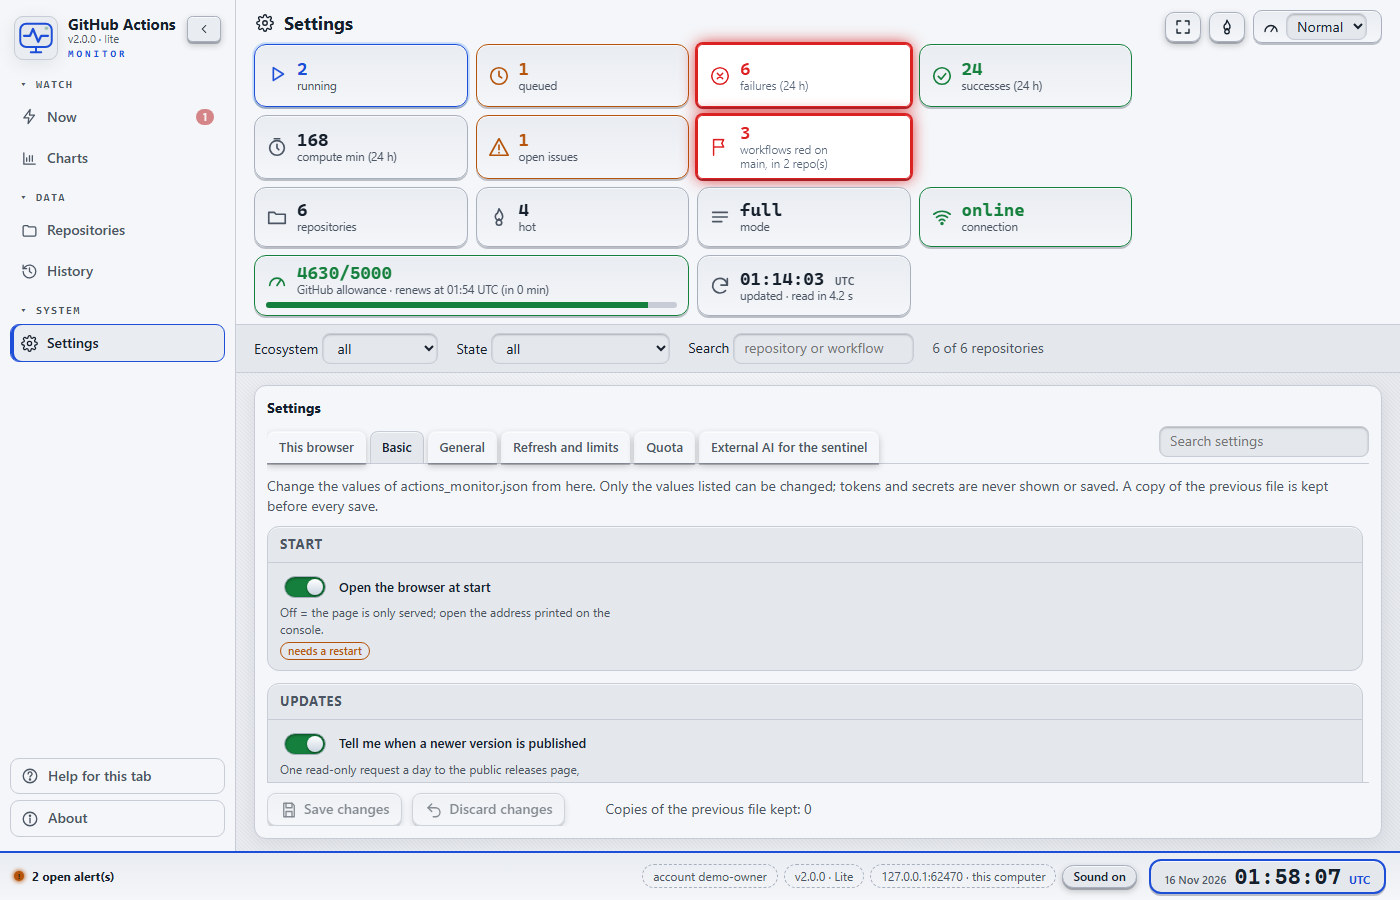 GitHub Actions
v2.0.0 · lite
MONITOR
WATCH
Now
1
Charts
DATA
Repositories
History
SYSTEM
Settings
Help for this tab
About
Settings
Normal
2
running
1
queued
6
failures (24 h)
24
successes (24 h)
168
compute min (24 h)
1
open issues
3
workflows red on
main, in 2 repo(s)
6
repositories
4
hot
full
mode
online
connection
4630/5000
GitHub allowance · renews at 01:54 UTC (in 0 min)
01:14:03 UTC
updated · read in 4.2 s
Ecosystem all State all Search repository or workflow 6 of 6 repositories
Settings
This browser Basic General Refresh and limits Quota External AI for the sentinel Search settings
Change the values of actions_monitor.json from here. Only the values listed can be changed; tokens and secrets are never shown or saved. A copy of the previous file is kept
before every save.
START
Open the browser at start
Off = the page is only served; open the address printed on the
console.
needs a restart
UPDATES
Tell me when a newer version is published
One read-only request a day to the public releases page,
Save changes Discard changes Copies of the previous file kept: 0
2 open alert(s) account demo-owner v2.0.0 · Lite 127.0.0.1:62470 · this computer Sound on 16 Nov 2026 01:58:07 UTC